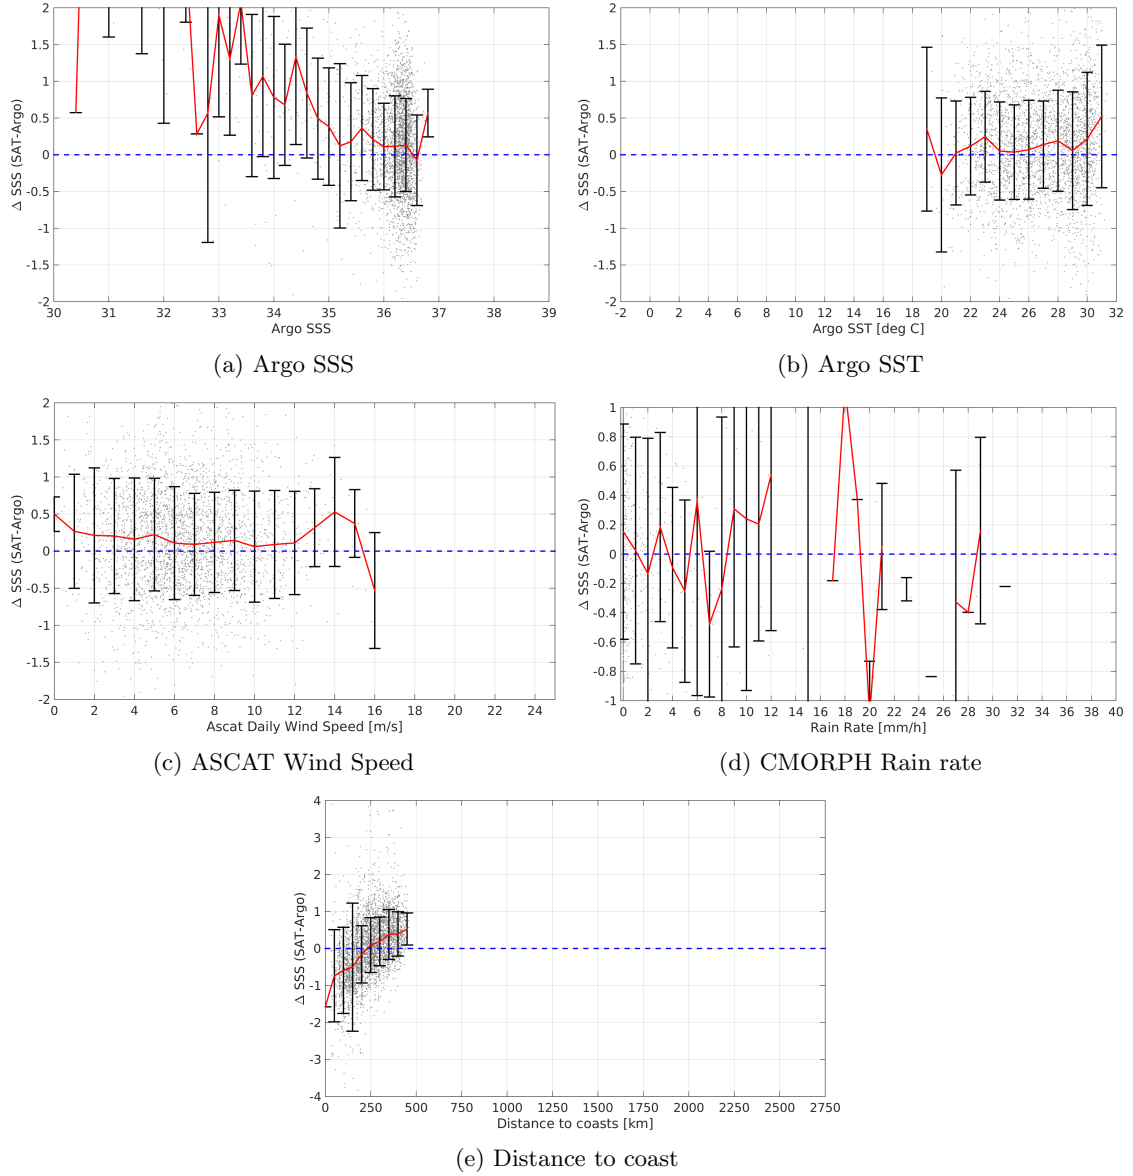 2
1.5
1
0.5
0
-0.5
-1
-1.5
-2
Δ SSS (SAT-Argo)
30 31 32 33 34 35 36 37 38 39
Argo SSS
(a) Argo SSS
2
1.5
1
0.5
0
-0.5
-1
-1.5
-2
Δ SSS (SAT-Argo)
-2 0 2 4 6 8 10 12 14 16 18 20 22 24 26 28 30 32
Argo SST [deg C]
(b) Argo SST
2
1.5
1
0.5
0
-0.5
-1
-1.5
-2
Δ SSS (SAT-Argo)
0 2 4 6 8 10 12 14 16 18 20 22 24
Ascat Daily Wind Speed [m/s]
(c) ASCAT Wind Speed
1
0.8
0.6
0.4
0.2
0
-0.2
-0.4
-0.6
-0.8
-1
Δ SSS (SAT-Argo)
0 2 4 6 8 10 12 14 16 18 20 22 24 26 28 30 32 34 36 38 40
Rain Rate [mm/h]
(d) CMORPH Rain rate
4
3
2
1
0
-1
-2
-3
-4
Δ SSS (SAT-Argo)
0 250 500 750 1000 1250 1500 1750 2000 2250 2500 2750
Distance to coasts [km]
(e) Distance to coast